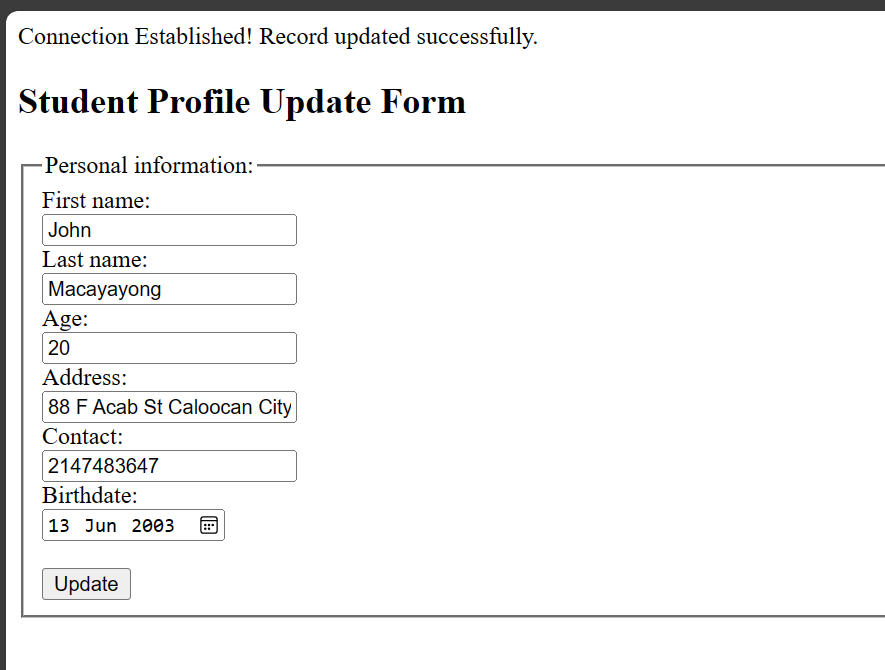 Connection Established! Record updated successfully.
Student Profile Update Form
Personal information:
First name:
John
Last name:
Macayayong
Age:
20
Address:
88 F Acab St Caloocan City
Contact:
2147483647
Birthdate:
13 Jun 2003
Update